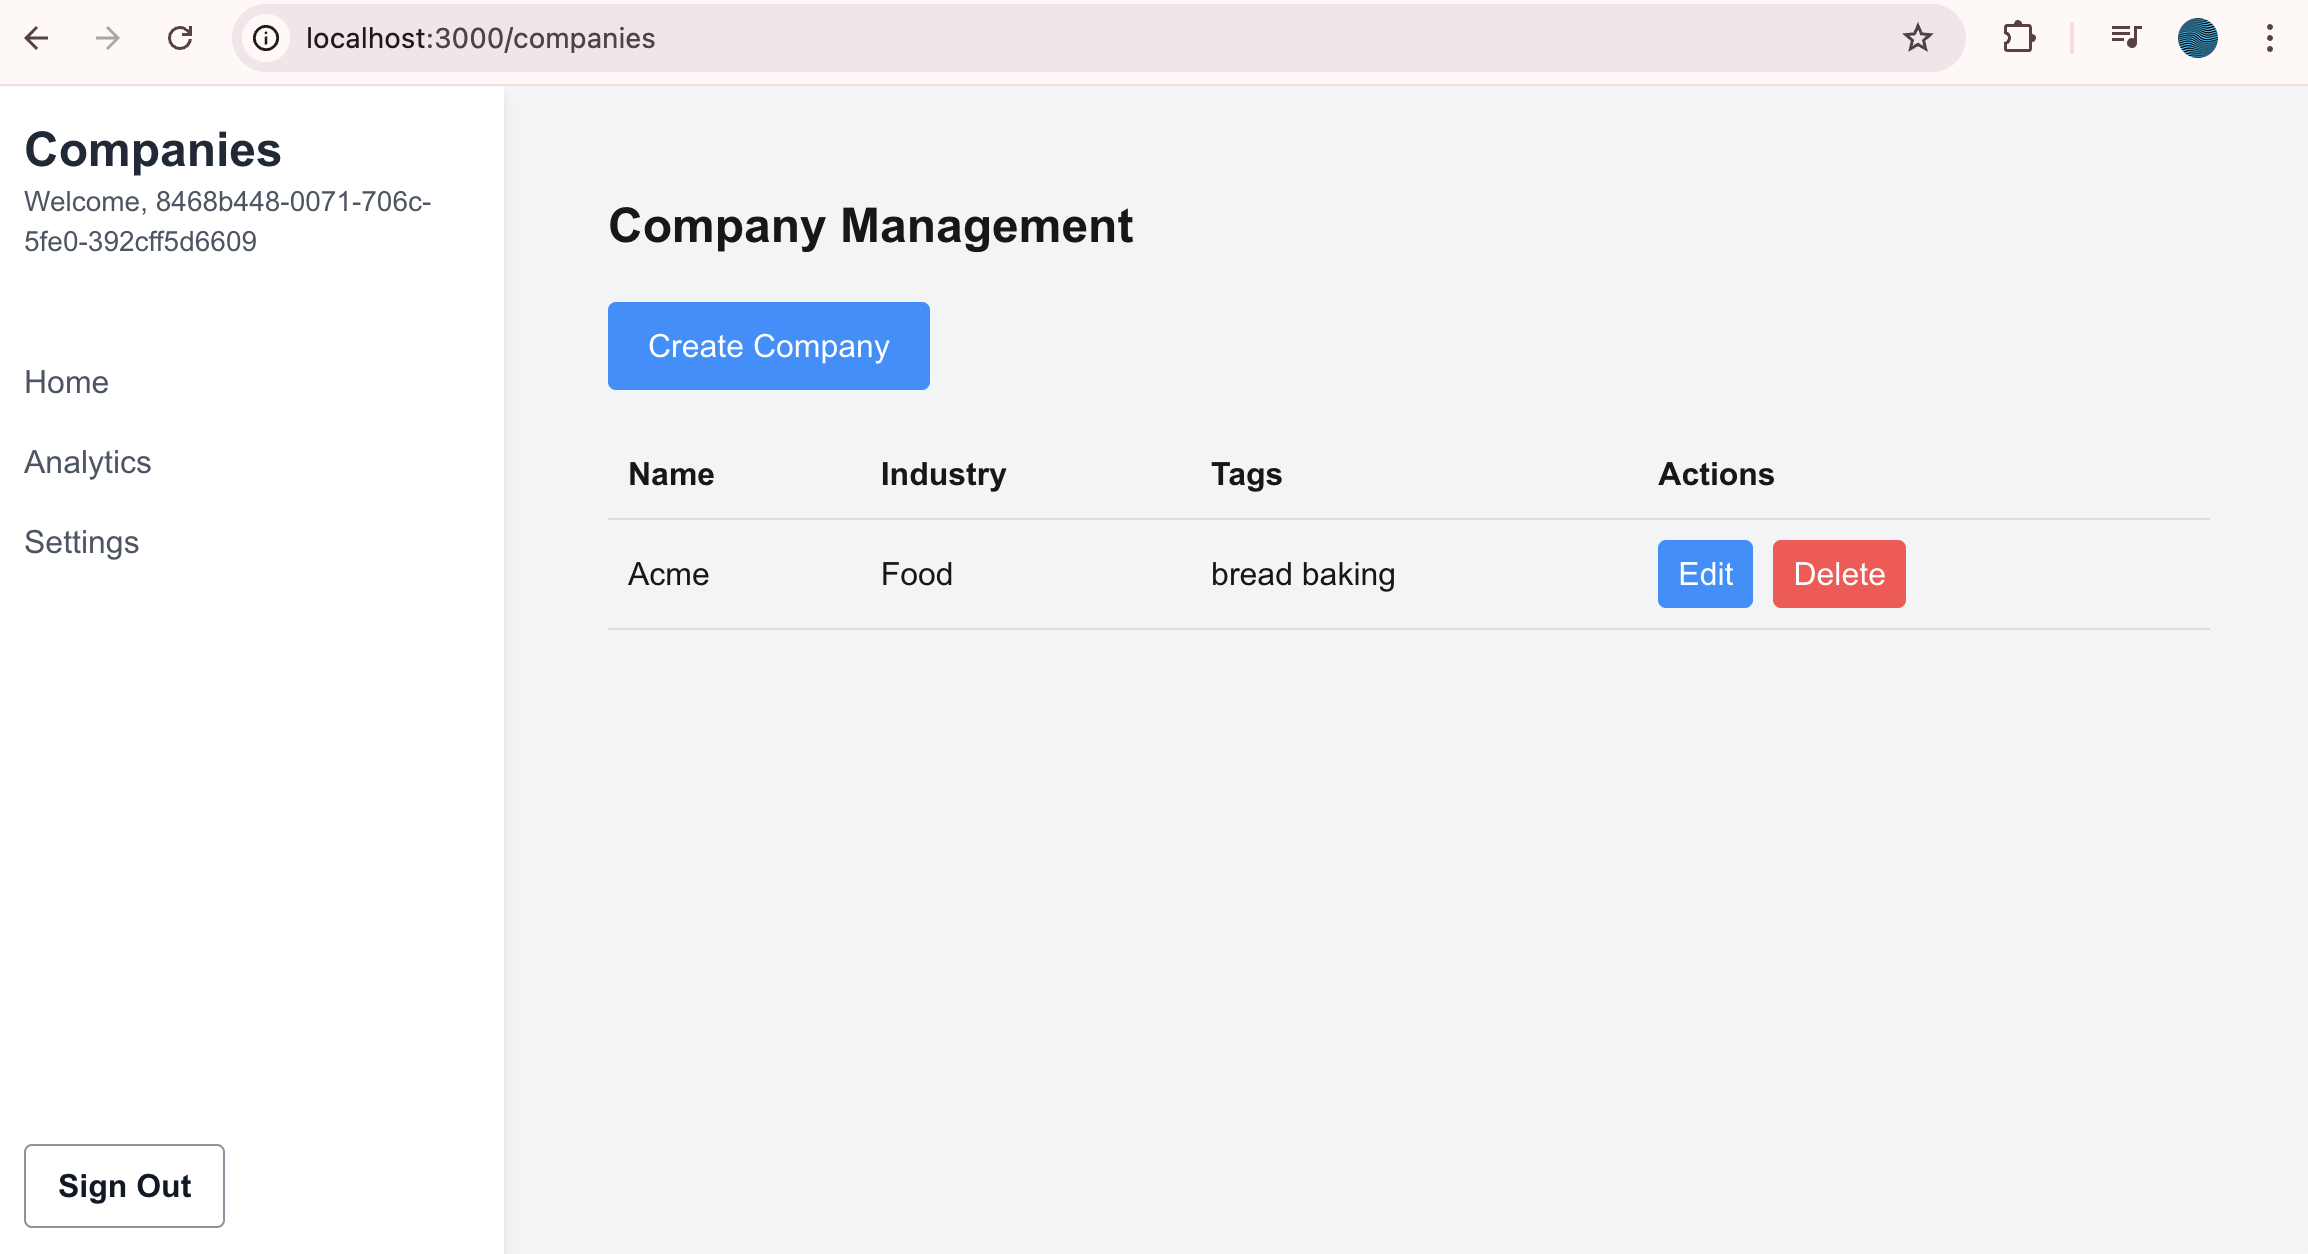 localhost:3000/companies
Companies
Welcome, 8468b448-0071-706c-
5fe0-392cff5d6609
Home
Analytics
Settings
Sign Out
Company Management
Create Company
Name Industry Tags Actions
Acme Food bread baking Edit Delete